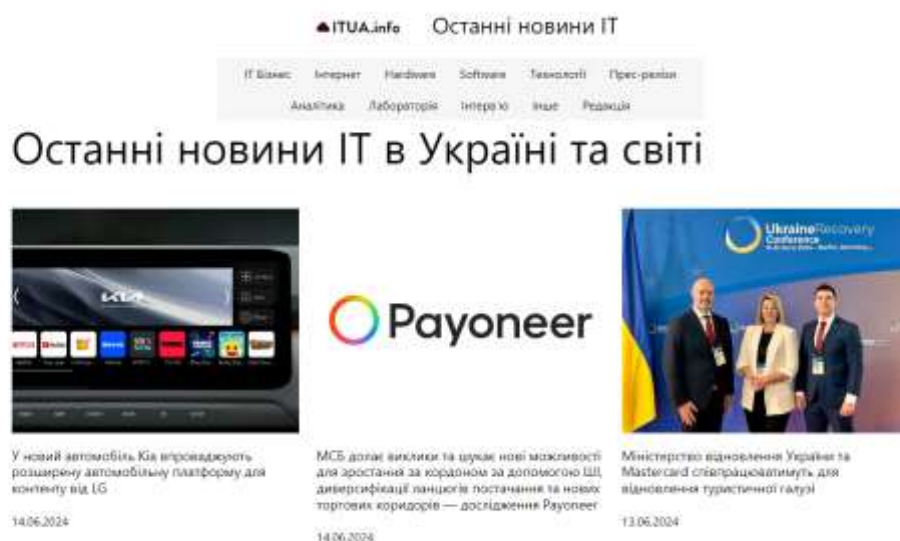 ITUA.info Останні новини ІТ
ІТ Бізнес Інтернет Hardware Software Технології Прес-релізи
Аналітика Лабораторія Інтерв'ю Інше Редакція
Останні новини ІТ в Україні та світі
UkraineRecovery
Conference
KIA
Payoneer
У новий автомобіль Kia впроваджують
розширену автомобільну платформу для
контенту від LG
14.06.2024
МСБ долає виклики та шукає нові можливості
для зростання за кордоном за допомогою ШІ,
диверсифікації ланцюгів постачання та нових
торгових коридорів — дослідження Payoneer
14.06.2024
Міністерство відновлення України та
Mastercard співпрацюватимуть для
відновлення туристичної галузі
13.06.2024